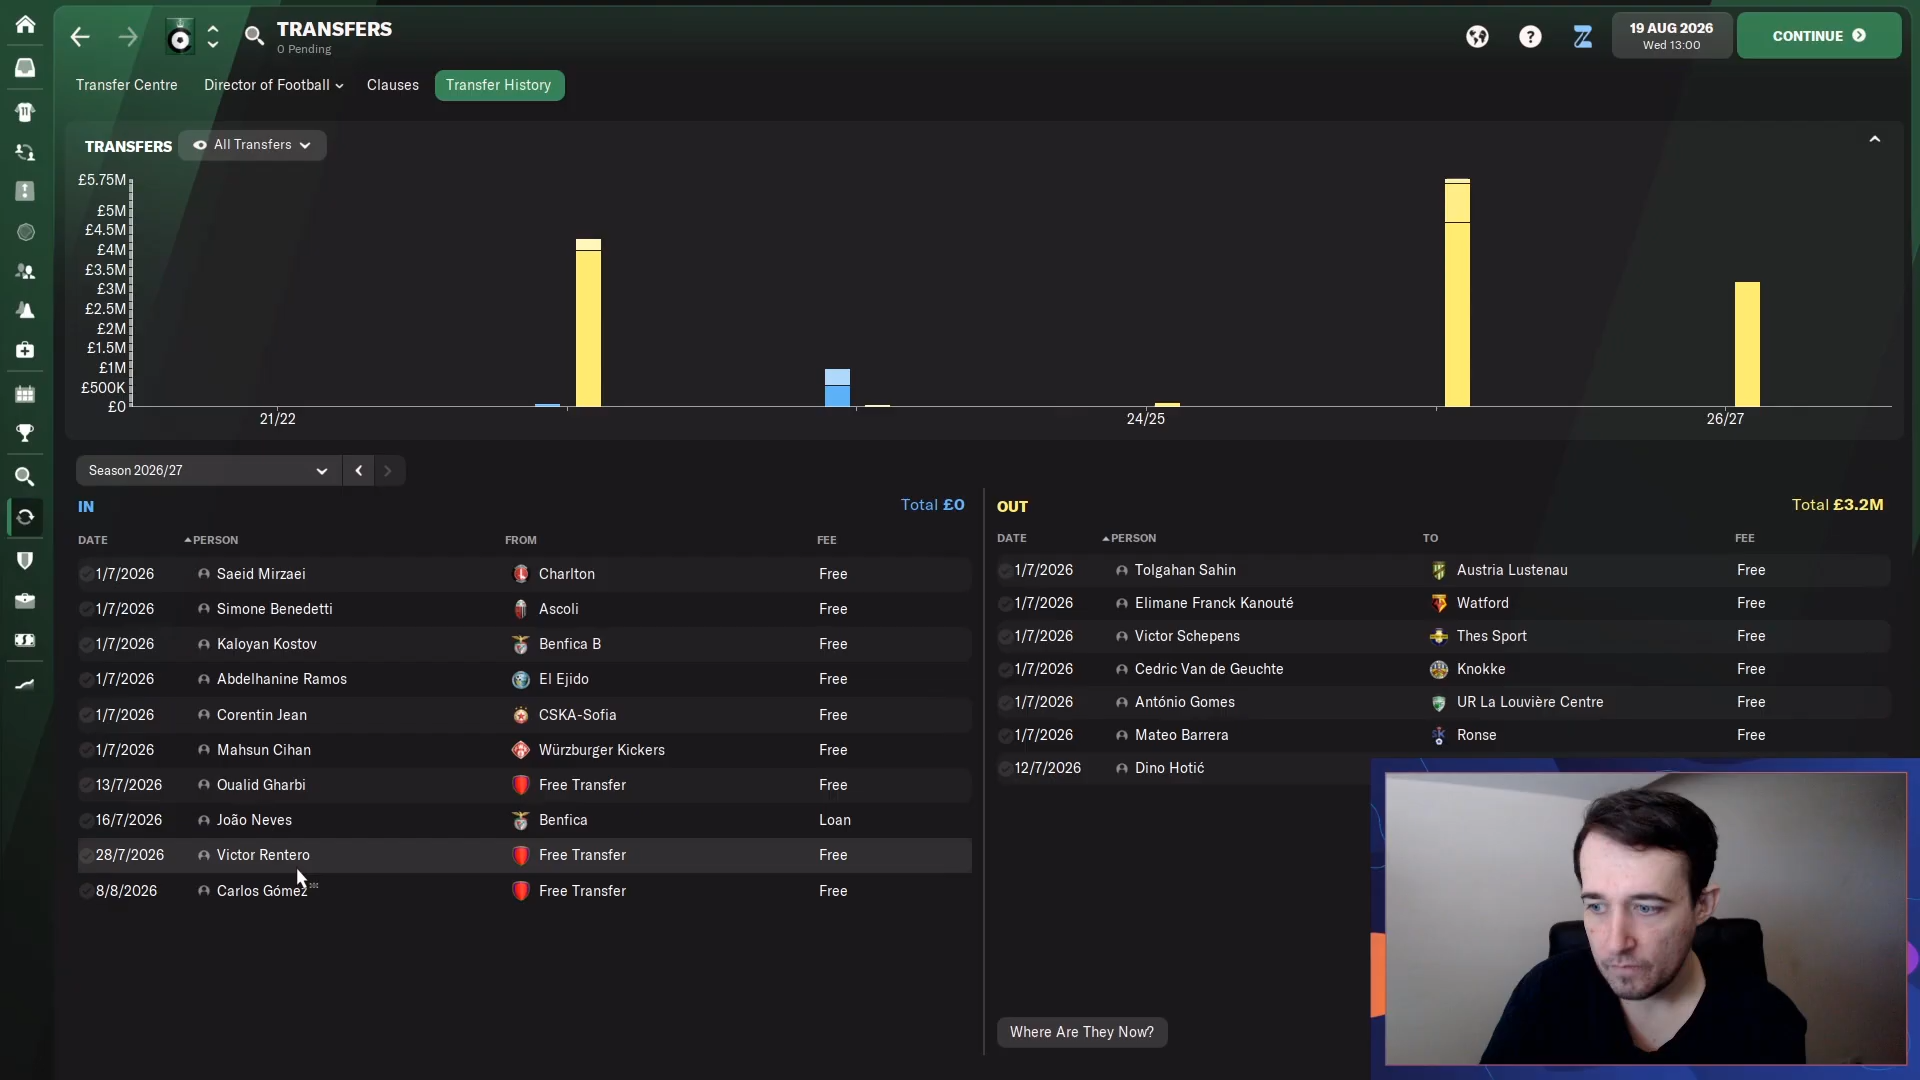 TRANSFERS
0 Pending
19 AUG 2026
Wed 13:00
CONTINUE
Transfer Centre
Director of Football
Clauses
Transfer History
TRANSFERS
All Transfers
£5.75M
£5M
£4.5M
£4M
£3.5M
£3M
£2.5M
£2M
£1.5M
£1M
£500K
£0
21/22
24/25
26/27
Season 2026/27
IN
Total £0
DATE PERSON FROM FEE
1/7/2026 Saeid Mirzaei Charlton Free
1/7/2026 Simone Benedetti Ascoli Free
1/7/2026 Kaloyan Kostov Benfica B Free
1/7/2026 Abdelhanine Ramos El Ejido Free
1/7/2026 Corentin Jean CSKA-Sofia Free
1/7/2026 Mahsun Cihan Würzburger Kickers Free
13/7/2026 Oualid Gharbi Free Transfer Free
16/7/2026 João Neves Benfica Loan
28/7/2026 Victor Rentero Free Transfer Free
8/8/2026 Carlos Gómez Free Transfer Free
OUT
Total £3.2M
DATE PERSON TO FEE
1/7/2026 Tolgahan Sahin Austria Lustenau Free
1/7/2026 Elimane Franck Kanouté Watford Free
1/7/2026 Victor Schepens Thes Sport Free
1/7/2026 Cedric Van de Geuchte Knokke Free
1/7/2026 António Gomes UR La Louvière Centre Free
1/7/2026 Mateo Barrera Ronse Free
12/7/2026 Dino Hotić
Where Are They Now?